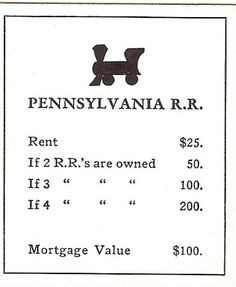 PENNSYLVANIA R.R.
Rent $25.
If 2 R.R.'s are owned 50.
If 3 “ “ “ 100.
If 4 “ “ “ 200.
Mortgage Value $100.